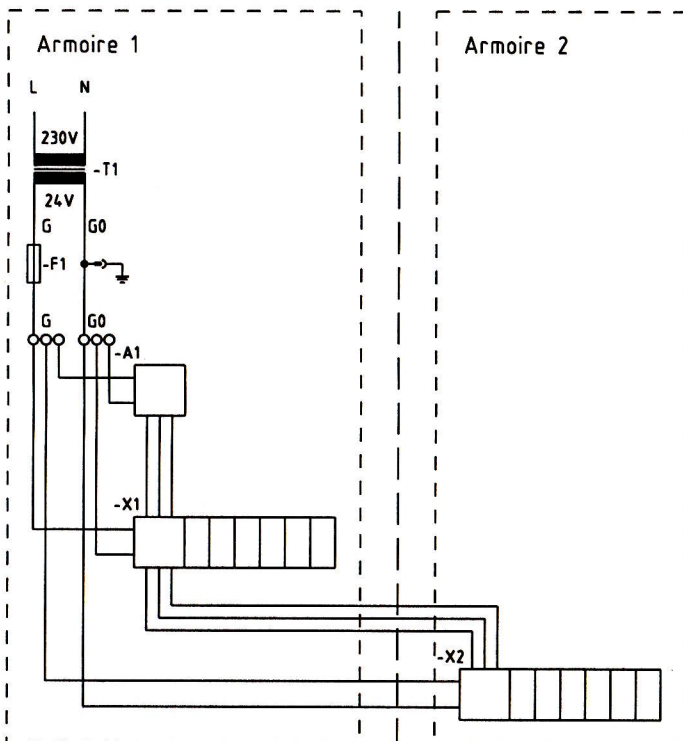 Armoire 1
Armoire 2
L N
230V
-T1
24V
G G0
-F1
G G0
-A1
-X1
-X2